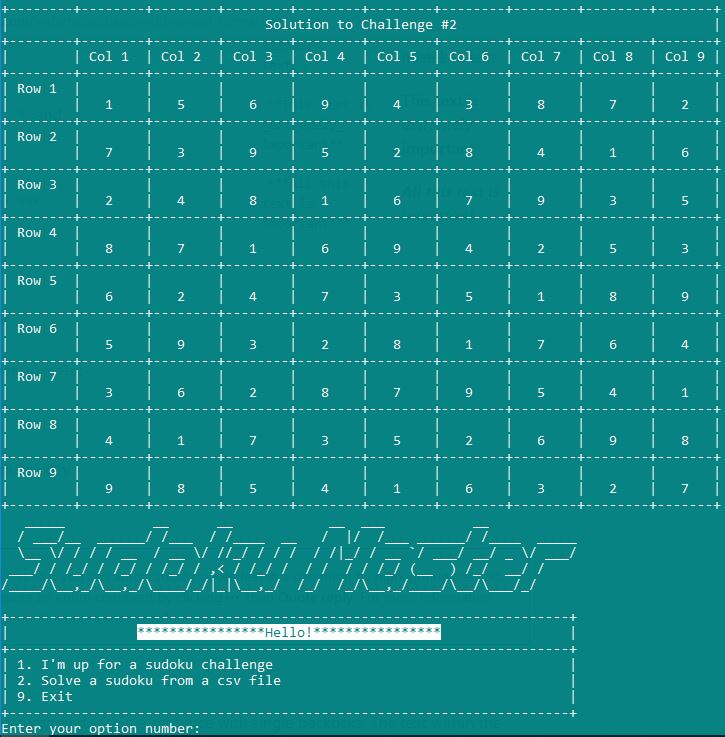 Solution to Challenge #2
Col 1 Col 2 Col 3 Col 4 Col 5 Col 6 Col 7 Col 8 Col 9
Row 1
1 5 6 9 4 3 8 7 2
Row 2
7 3 9 5 2 8 4 1 6
Row 3
2 4 8 1 6 7 9 3 5
Row 4
8 7 1 6 9 4 2 5 3
Row 5
6 2 4 7 3 5 1 8 9
Row 6
5 9 3 2 8 1 7 6 4
Row 7
3 6 2 8 7 9 5 4 1
Row 8
4 1 7 3 5 2 6 9 8
Row 9
9 8 5 4 1 6 3 2 7
Sudoku Master
****************Hello!****************
1. I'm up for a sudoku challenge
2. Solve a sudoku from a csv file
9. Exit
Enter your option number: